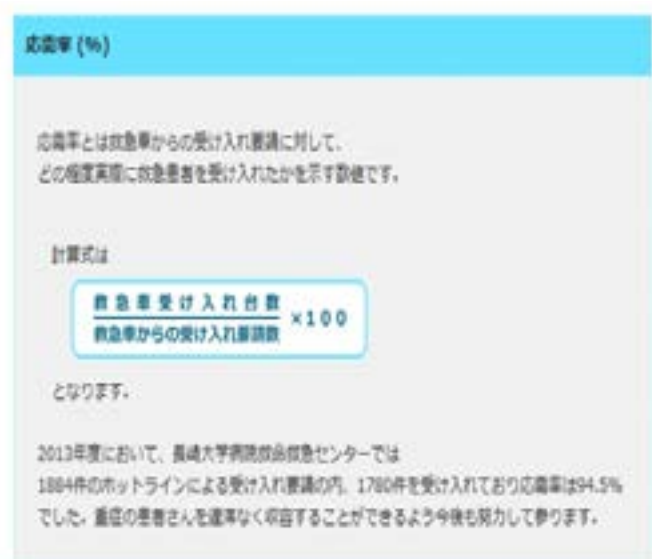 応需率 (%)
応需率とは救急車からの受け入れ要請に対して、
どの程度実際に救急患者を受け入れたかを示す数値です。
計算式は
救急車受け入れ台数
救急車からの受け入れ要請数
×100
となります。
2013年度において、長崎大学病院救命救急センターでは
1884件のホットラインによる受け入れ要請の内、1780件を受け入れており応需率は94.5%
でした。重症の患者さんを遅滞なく収容することができるよう今後も努力して参ります。